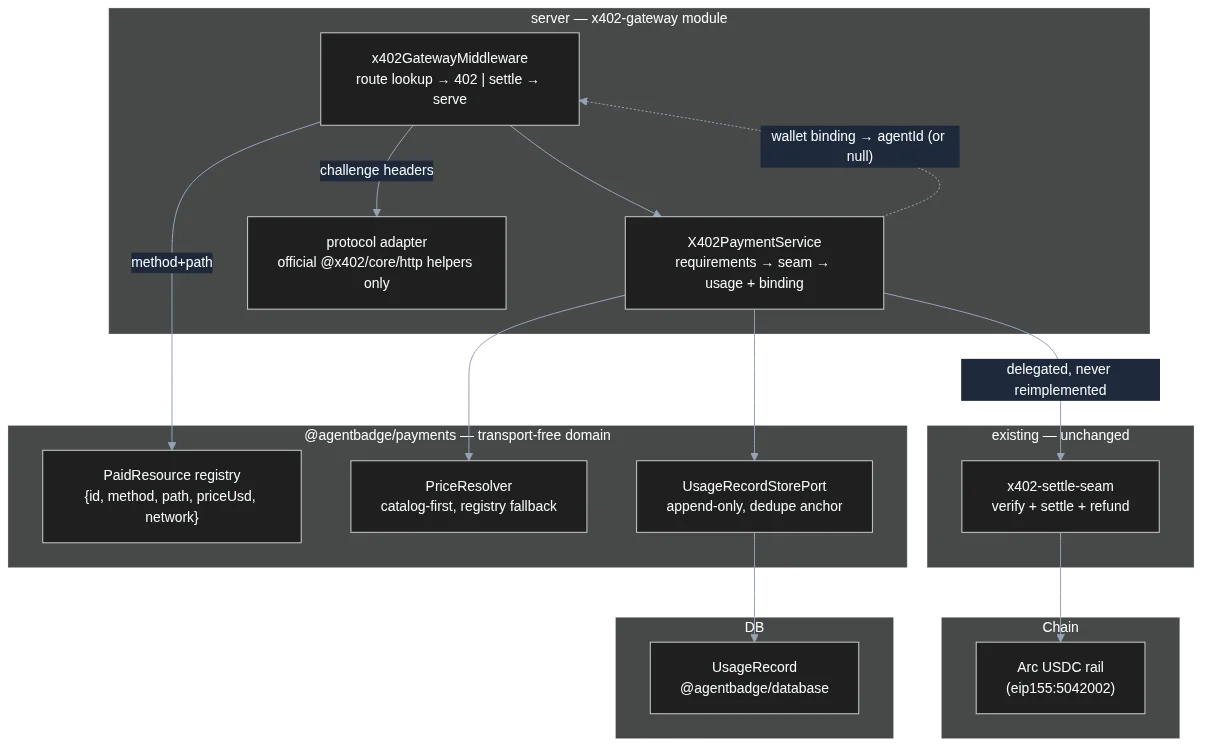 server — x402-gateway module
x402GatewayMiddleware
route lookup → 402 | settle →
serve
wallet binding → agentId (or
null)
challenge headers
method+path
protocol adapter
official @x402/core/http helpers
only
X402PaymentService
requirements → seam →
usage + binding
delegated, never
reimplemented
@agentbadge/payments — transport-free domain
PaidResource registry
{id, method, path, priceUsd,
network}
PriceResolver
catalog-first, registry fallback
UsageRecordStorePort
append-only, dedupe anchor
existing — unchanged
x402-settle-seam
verify + settle + refund
DB
UsageRecord
@agentbadge/database
Chain
Arc USDC rail
(eip155:5042002)